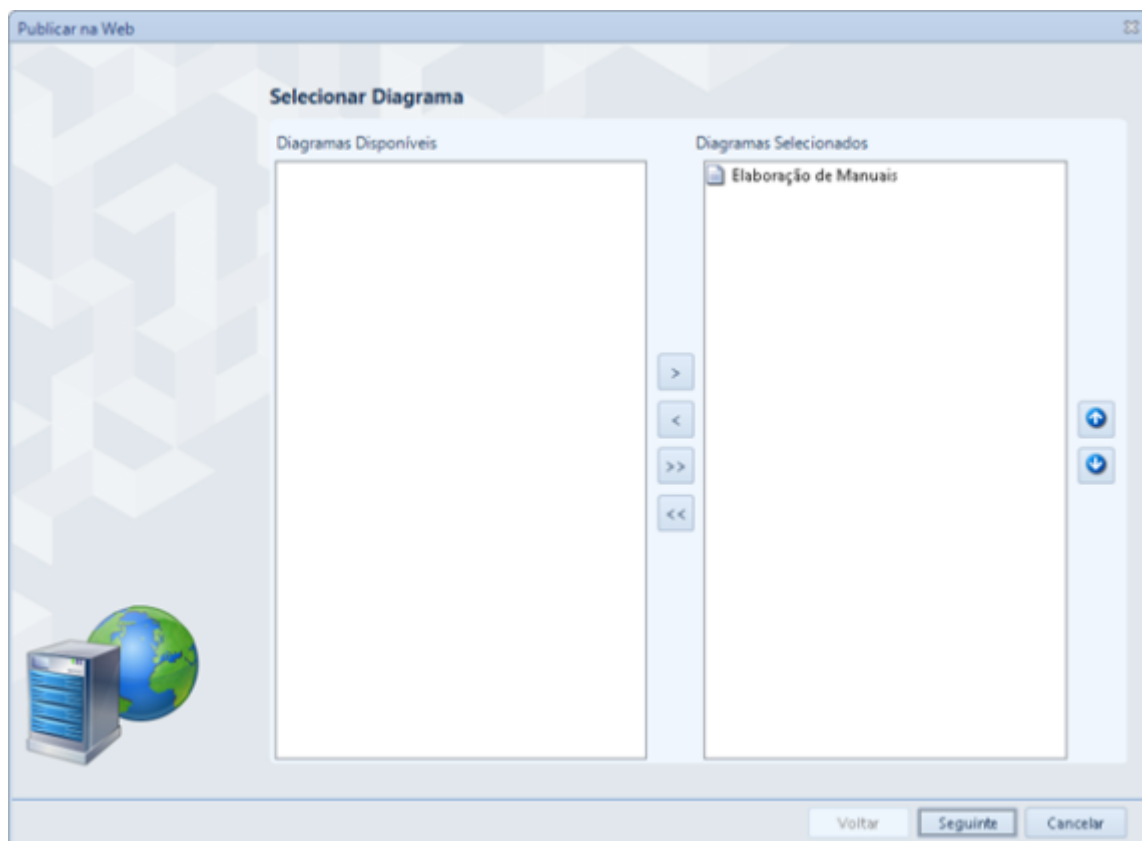 Publicar na Web
Selecionar Diagrama
Diagramas Disponíveis
Diagramas Selecionados
Elaboração de Manuais
>
<
>>
<<
Voltar
Seguinte
Cancelar